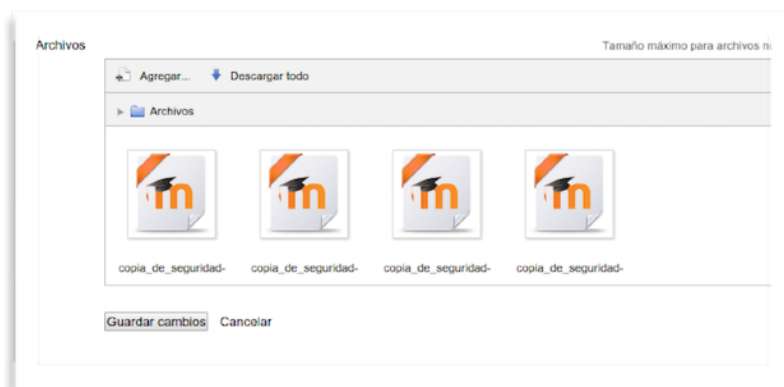 Archivos
Tamaño máximo para archivos
Agregar... Descargar todo
Archivos
copia_de_seguridad- copia_de_seguridad- copia_de_seguridad- copia_de_seguridad-
Guardar cambios Cancelar